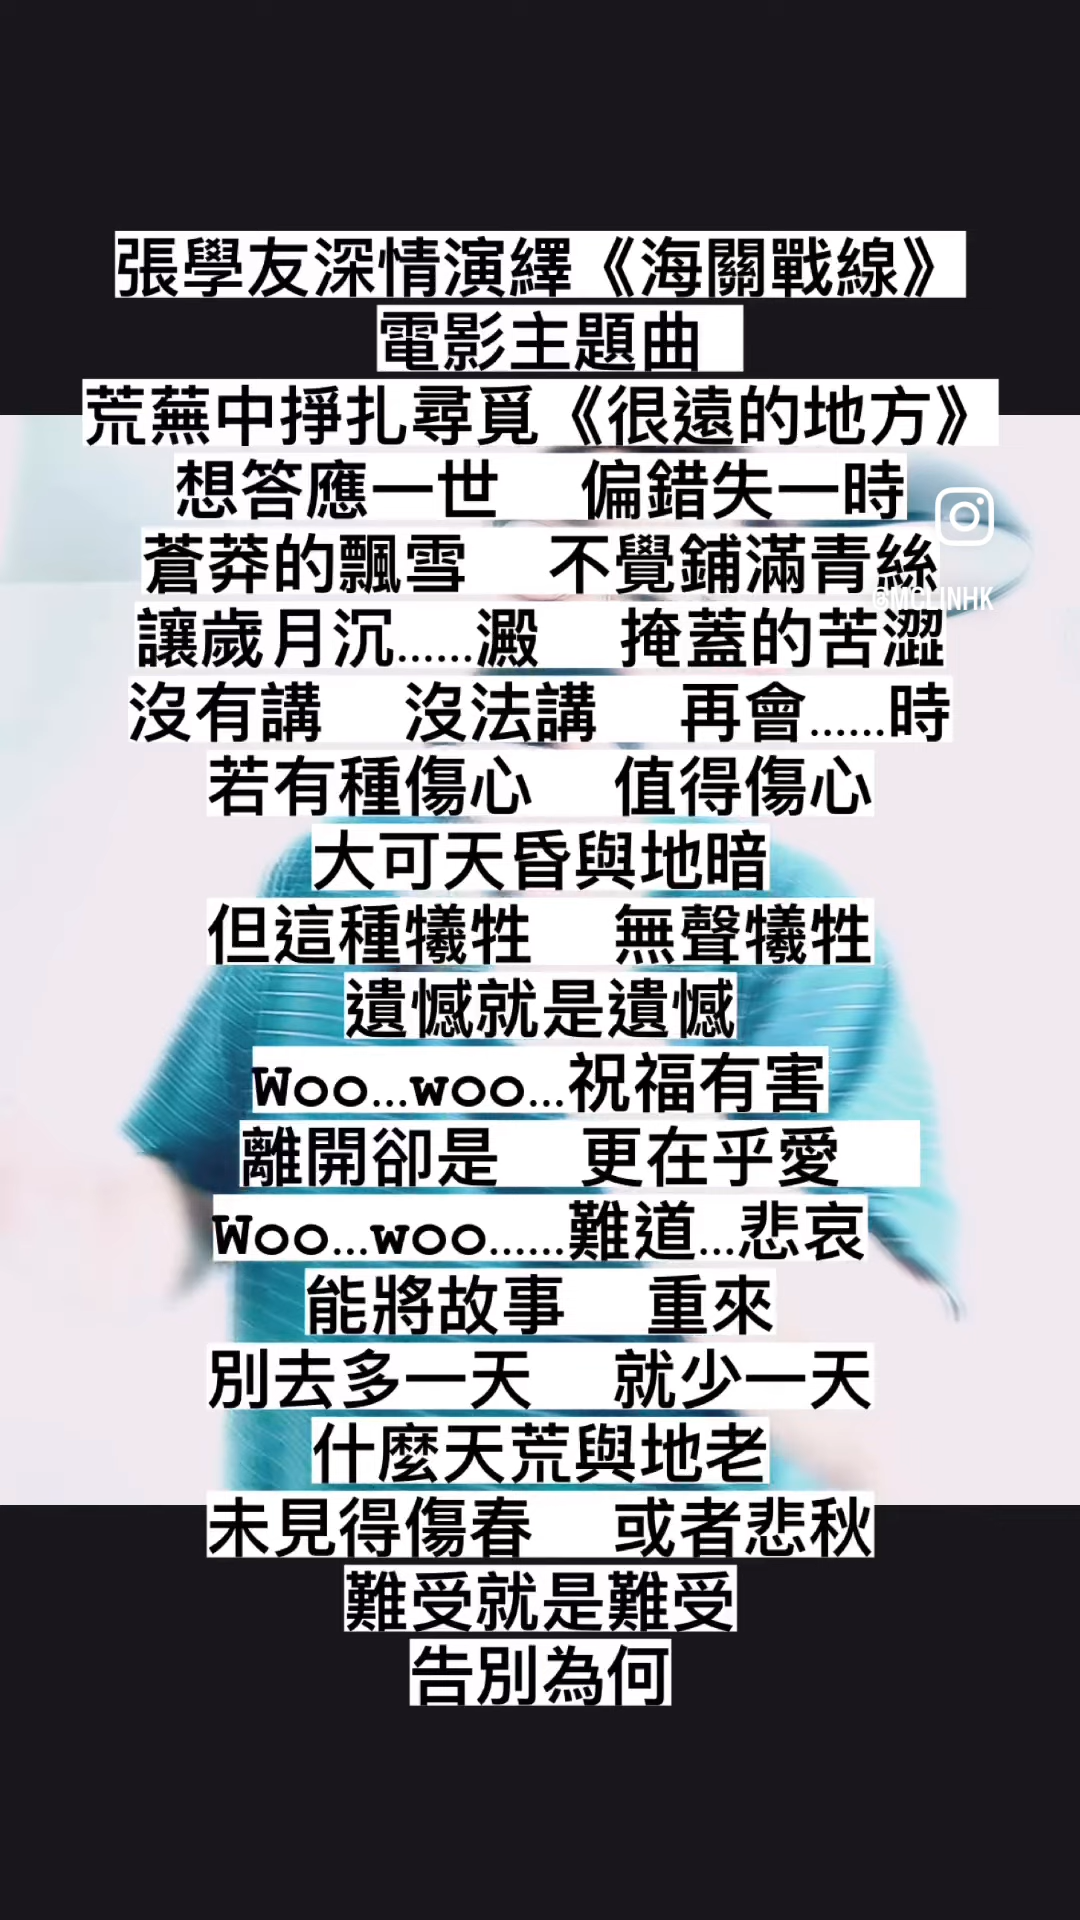 張學友深情演繹《海關戰線》
電影主題曲
荒蕪中掙扎尋覓《很遠的地方》
想答應一世　偏錯失一時
蒼莽的飄雪　不覺鋪滿青絲
@MCLINHK
讓歲月沉......澱　掩蓋的苦澀
沒有講　沒法講　再會......時
若有種傷心　值得傷心
大可天昏與地暗
但這種犧牲　無聲犧牲
遺憾就是遺憾
Woo...woo...祝福有害
離開卻是　更在乎愛
Woo...woo......難道...悲哀
能將故事　重來
別去多一天　就少一天
什麼天荒與地老
未見得傷春　或者悲秋
難受就是難受
告別為何